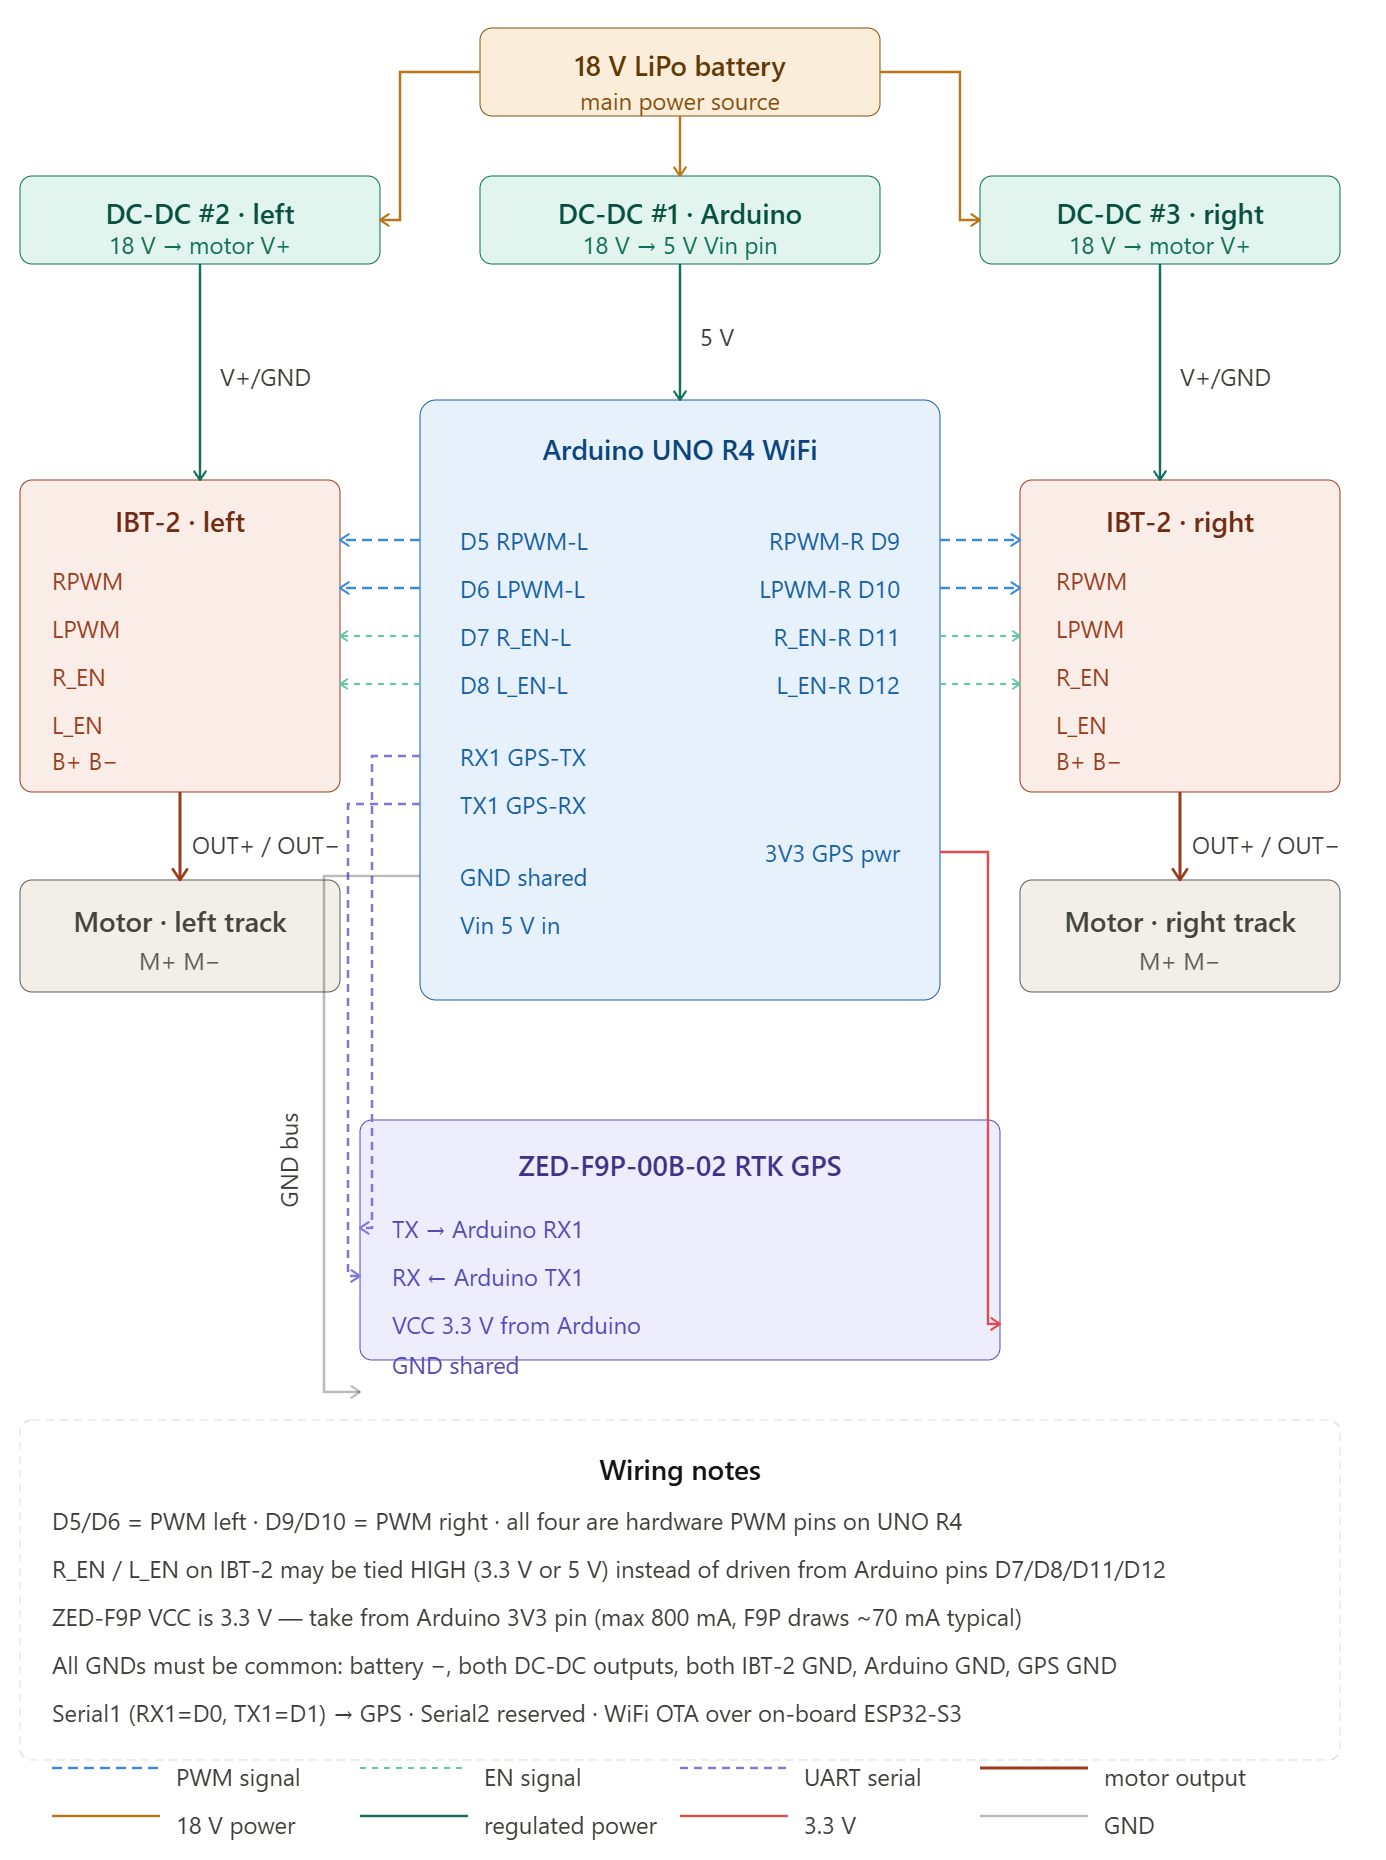 18 V LiPo battery
main power source
DC-DC #2 · left
18 V → motor V+
DC-DC #1 · Arduino
18 V → 5 V Vin pin
DC-DC #3 · right
18 V → motor V+
5 V
V+/GND
V+/GND
Arduino UNO R4 WiFi
IBT-2 · left
RPWM
LPWM
R_EN
L_EN
B+ B−
D5 RPWM-L
D6 LPWM-L
D7 R_EN-L
D8 L_EN-L
RX1 GPS-TX
TX1 GPS-RX
GND shared
Vin 5 V in
RPWM-R D9
LPWM-R D10
R_EN-R D11
L_EN-R D12
3V3 GPS pwr
IBT-2 · right
RPWM
LPWM
R_EN
L_EN
B+ B−
OUT+ / OUT−
OUT+ / OUT−
Motor · left track
M+ M−
Motor · right track
M+ M−
GND bus
ZED-F9P-00B-02 RTK GPS
TX → Arduino RX1
RX ← Arduino TX1
VCC 3.3 V from Arduino
GND shared
Wiring notes
D5/D6 = PWM left · D9/D10 = PWM right · all four are hardware PWM pins on UNO R4
R_EN / L_EN on IBT-2 may be tied HIGH (3.3 V or 5 V) instead of driven from Arduino pins D7/D8/D11/D12
ZED-F9P VCC is 3.3 V — take from Arduino 3V3 pin (max 800 mA, F9P draws ~70 mA typical)
All GNDs must be common: battery −, both DC-DC outputs, both IBT-2 GND, Arduino GND, GPS GND
Serial1 (RX1=D0, TX1=D1) → GPS · Serial2 reserved · WiFi OTA over on-board ESP32-S3
PWM signal
EN signal
UART serial
motor output
18 V power
regulated power
3.3 V
GND